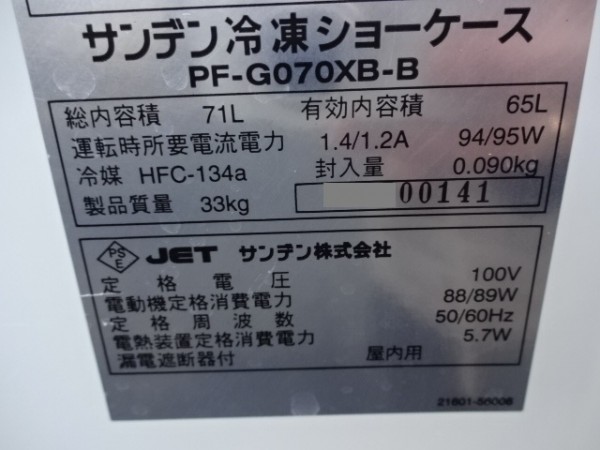 サンデン冷凍ショーケース
PF-G070XB-B
総内容積 71L 有効内容積 65L
運転時所要電流電力 1.4/1.2A 94/95W
冷媒 HFC-134a 封入量 0.090kg
製品質量 33kg 00141
PSE JET サンデン株式会社
定格電圧 100V
電動機定格消費電力 88/89W
定格周波数 50/60Hz
電熱装置定格消費電力 5.7W
漏電遮断器付 屋内用
21601-56006